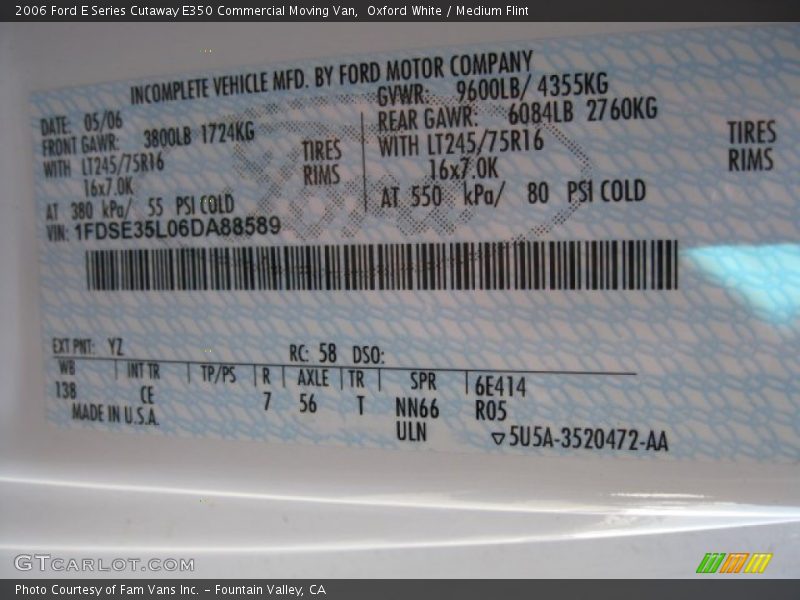 2006 Ford E Series Cutaway E350 Commercial Moving Van, Oxford White / Medium Flint
INCOMPLETE VEHICLE MFD. BY FORD MOTOR COMPANY
DATE: 05/06 GVWR: 9600LB/ 4355KG
FRONT GAWR: 3800LB 1724KG REAR GAWR: 6084LB 2760KG
WITH LT245/75R16 TIRES WITH LT245/75R16 TIRES
16x7.0K RIMS 16x7.0K RIMS
AT 380 kPa/ 55 PSI COLD AT 550 kPa/ 80 PSI COLD
VIN: 1FDSE35L06DA88589
EXT PNT: YZ RC: 58 DSO:
WB INT TR TP/PS R AXLE TR SPR 6E414
138 CE 7 56 T NN66 R05
MADE IN U.S.A. ULN 5U5A-3520472-AA
GTCARLOT.COM
Photo Courtesy of Fam Vans Inc. - Fountain Valley, CA